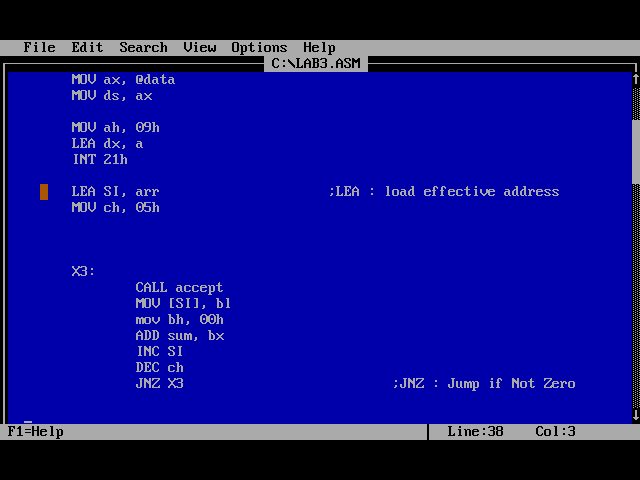 File Edit Search View Options Help
C:\LAB3.ASM
MOV ax, @data
MOV ds, ax
MOV ah, 09h
LEA dx, a
INT 21h
LEA SI, arr ;LEA : load effective address
MOV ch, 05h
X3:
CALL accept
MOV [SI], bl
mov bh, 00h
ADD sum, bx
INC SI
DEC ch
JNZ X3 ;JNZ : Jump if Not Zero
F1=Help Line:38 Col:3